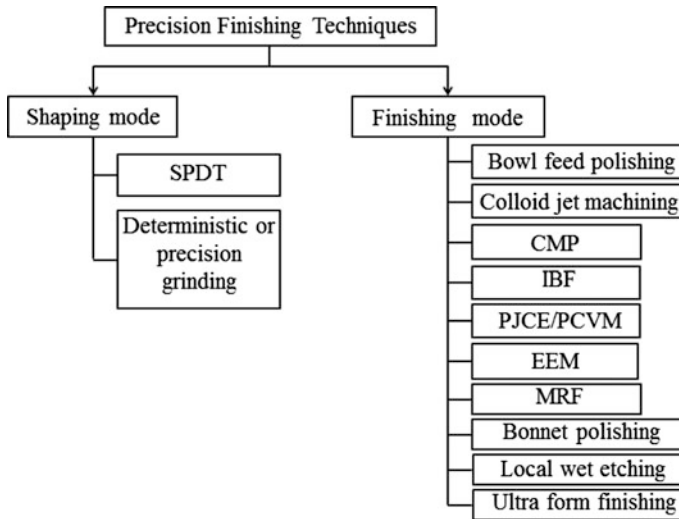 Precision Finishing Techniques
Shaping mode
SPDT
Deterministic or
precision
grinding
Finishing mode
Bowl feed polishing
Colloid jet machining
CMP
IBF
PJCE/PCVM
EEM
MRF
Bonnet polishing
Local wet etching
Ultra form finishing